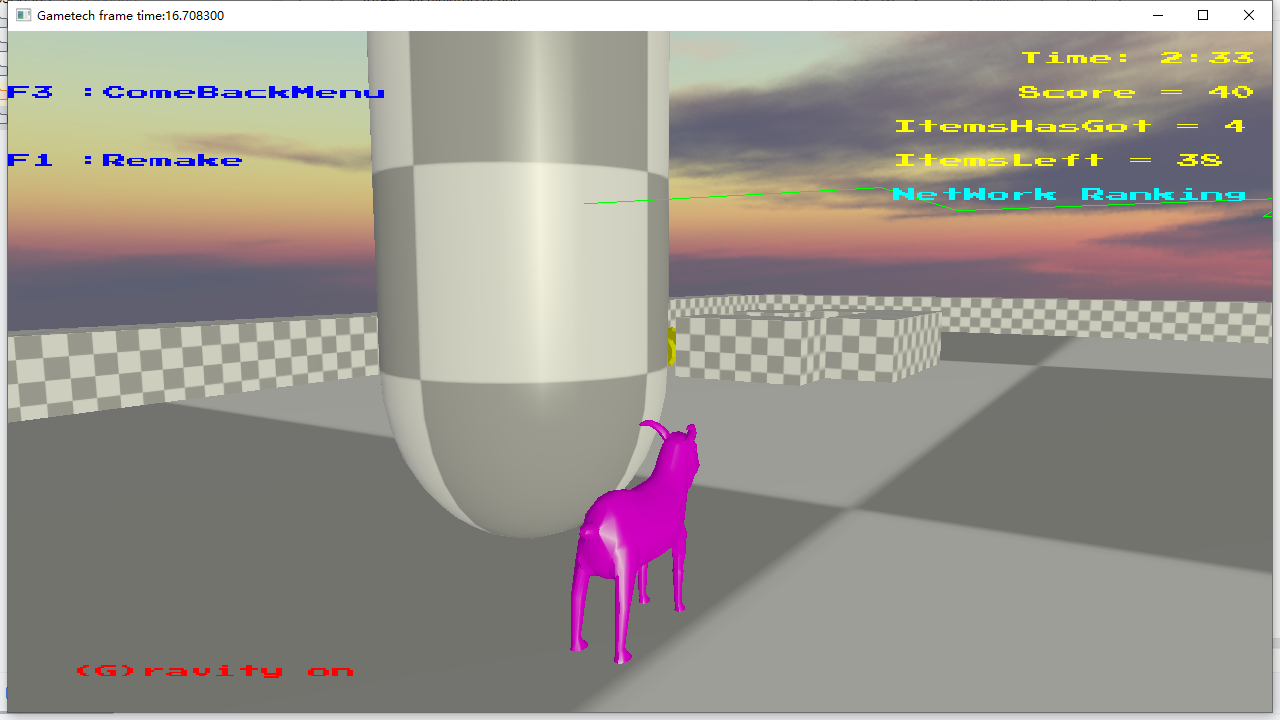 Gametech frame time:16.708300
Time: 2:33
F3 :ComeBackMenu
Score = 40
ItemsHasGot = 4
F1 :Remake
ItemsLeft = 38
NetWork Ranking
(G)ravity on